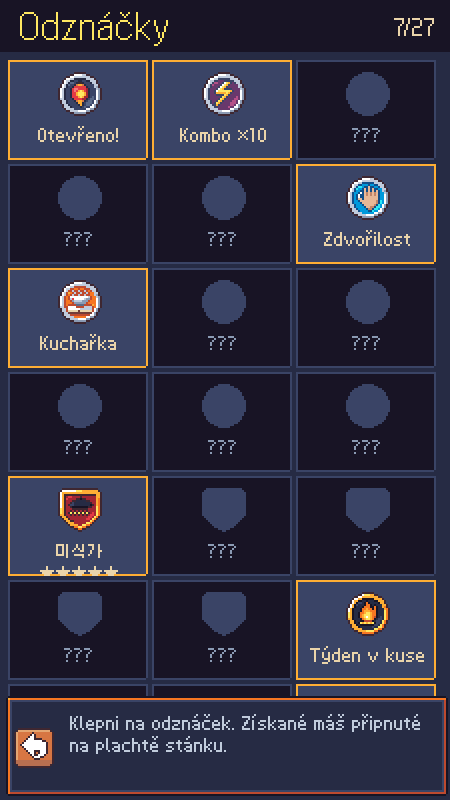 Odznáčky
7/27
Otevřeno!
Kombo ×10
???
???
???
Zdvořilost
Kuchařka
???
???
???
???
???
미식가
★★★★★
???
???
???
???
Týden v kuse
Klepni na odznáček. Získané máš připnuté
na plachtě stánku.